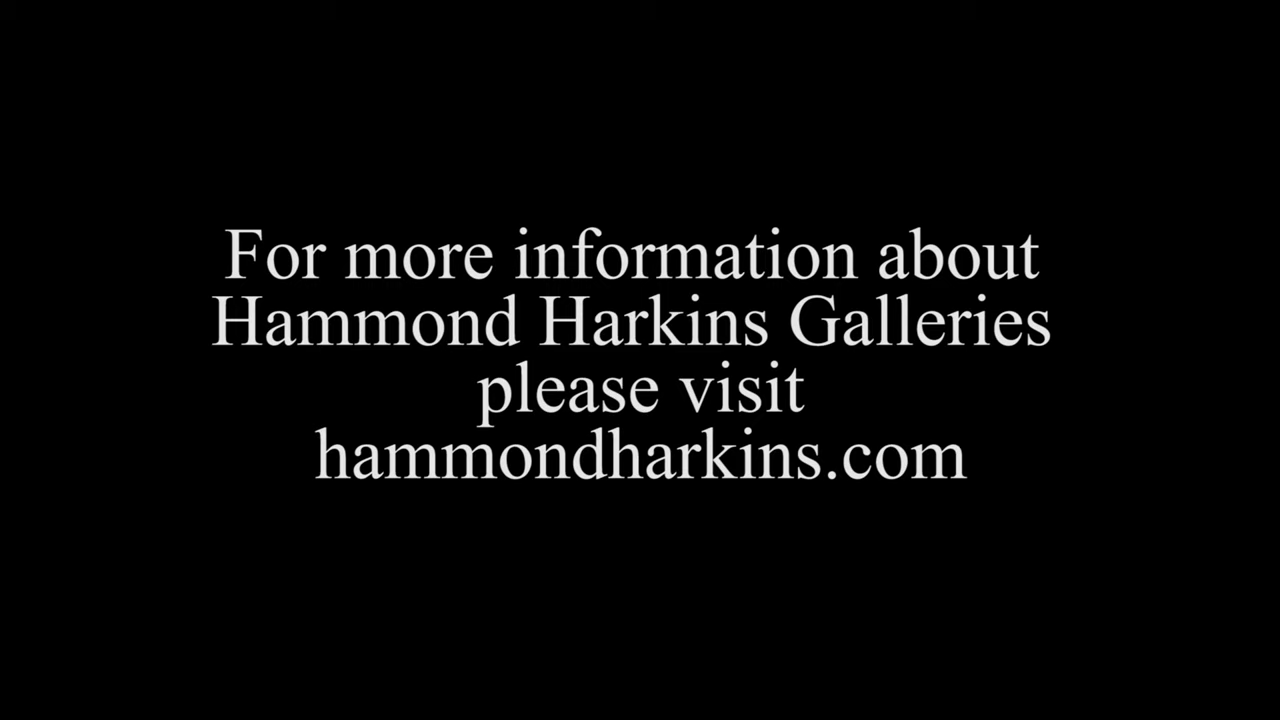 For more information about
Hammond Harkins Galleries
please visit
hammondharkins.com